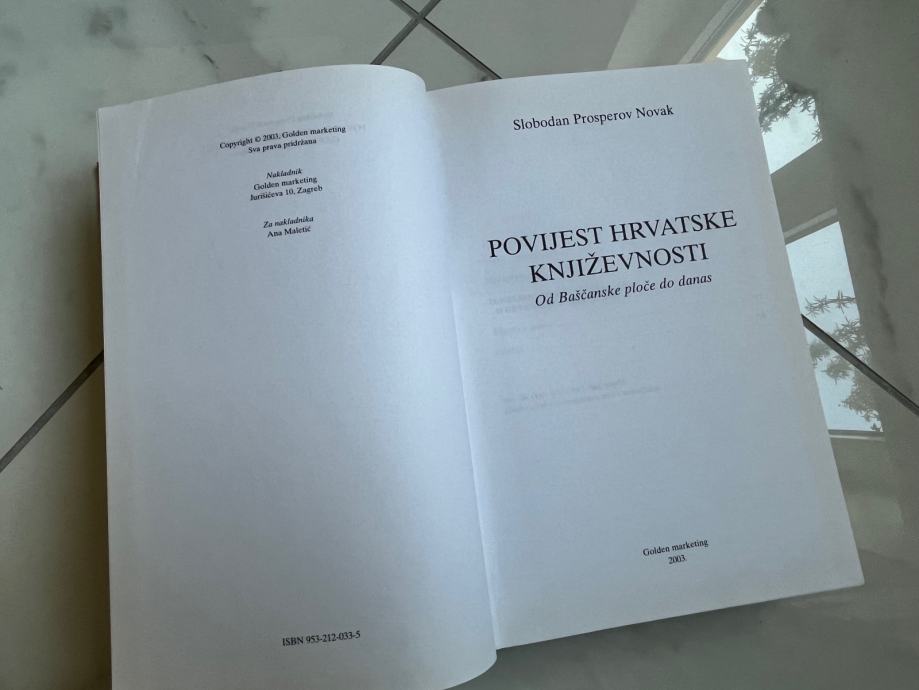 Copyright © 2003, Golden marketing
Sva prava pridržana
Nakladnik
Golden marketing
Jurišićeva 10, Zagreb
Za nakladnika
Ana Maletić
ISBN 953-212-033-5
Slobodan Prosperov Novak
POVIJEST HRVATSKE
KNJIŽEVNOSTI
Od Bašćanske ploče do danas
Golden marketing
2003.